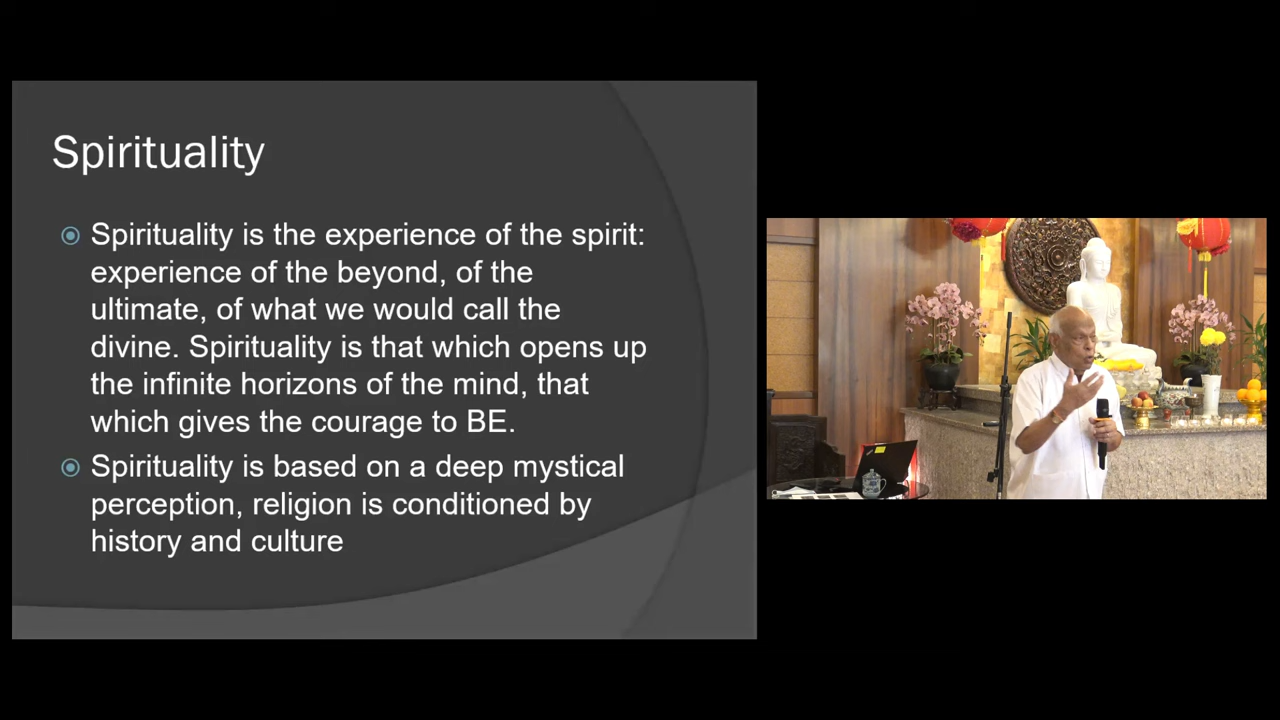 Spirituality
Spirituality is the experience of the spirit:
experience of the beyond, of the
ultimate, of what we would call the
divine. Spirituality is that which opens up
the infinite horizons of the mind, that
which gives the courage to BE.
Spirituality is based on a deep mystical
perception, religion is conditioned by
history and culture